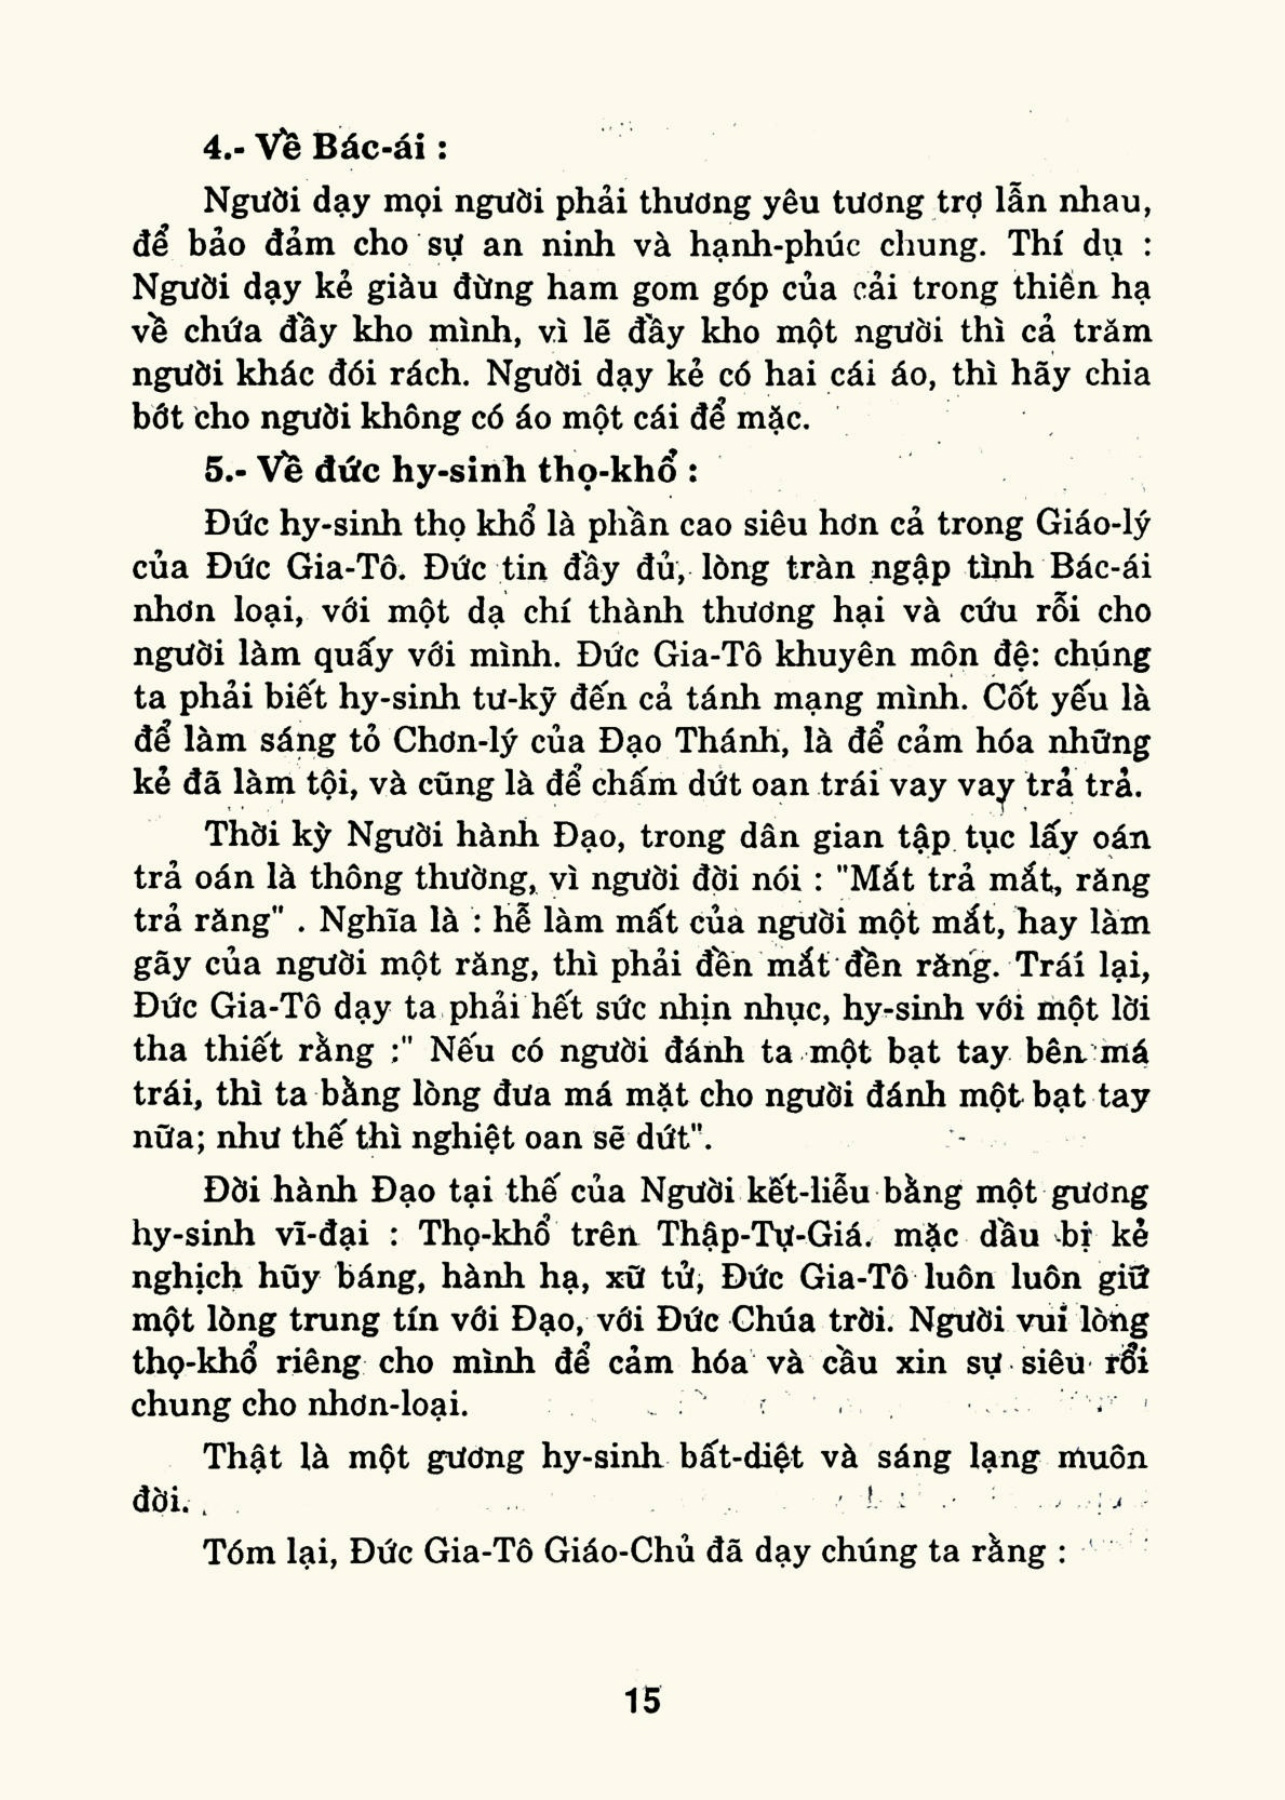 4.- Về Bác-ái :
Người dạy mọi người phải thương yêu tương trợ lẫn nhau,
để bảo đảm cho sự an ninh và hạnh-phúc chung. Thí dụ :
Người dạy kẻ giàu đừng ham gom góp của cải trong thiên hạ
về chứa đầy kho mình, vì lẽ đầy kho một người thì cả trăm
người khác đói rách. Người dạy kẻ có hai cái áo, thì hãy chia
bớt cho người không có áo một cái để mặc.
5.- Về đức hy-sinh thọ-khổ :
Đức hy-sinh thọ khổ là phần cao siêu hơn cả trong Giáo-lý
của Đức Gia-Tô. Đức tin đầy đủ, lòng tràn ngập tình Bác-ái
nhơn loại, với một dạ chí thành thương hại và cứu rỗi cho
người làm quấy với mình. Đức Gia-Tô khuyên môn đệ: chúng
ta phải biết hy-sinh tư-kỹ đến cả tánh mạng mình. Cốt yếu là
để làm sáng tỏ Chơn-lý của Đạo Thánh, là để cảm hóa những
kẻ đã làm tội, và cũng là để chấm dứt oan trái vay vay trả trả.
Thời kỳ Người hành Đạo, trong dân gian tập tục lấy oán
trả oán là thông thường, vì người đời nói : "Mắt trả mắt, răng
trả răng" . Nghĩa là : hễ làm mất của người một mắt, hay làm
gãy của người một răng, thì phải đền mắt đền răng. Trái lại,
Đức Gia-Tô dạy ta phải hết sức nhịn nhục, hy-sinh với một lời
tha thiết rằng :" Nếu có người đánh ta một bạt tay bên má
trái, thì ta bằng lòng đưa má mặt cho người đánh một bạt tay
nữa; như thế thì nghiệt oan sẽ dứt".
Đời hành Đạo tại thế của Người kết-liễu bằng một gương
hy-sinh vĩ-đại : Thọ-khổ trên Thập-Tự-Giá. mặc dầu bị kẻ
nghịch hũy báng, hành hạ, xữ tử, Đức Gia-Tô luôn luôn giữ
một lòng trung tín với Đạo, với Đức Chúa trời. Người vui lòng
thọ-khổ riêng cho mình để cảm hóa và cầu xin sự siêu rổi
chung cho nhơn-loại.
Thật là một gương hy-sinh bất-diệt và sáng lạng muôn
đời.
Tóm lại, Đức Gia-Tô Giáo-Chủ đã dạy chúng ta rằng :
15